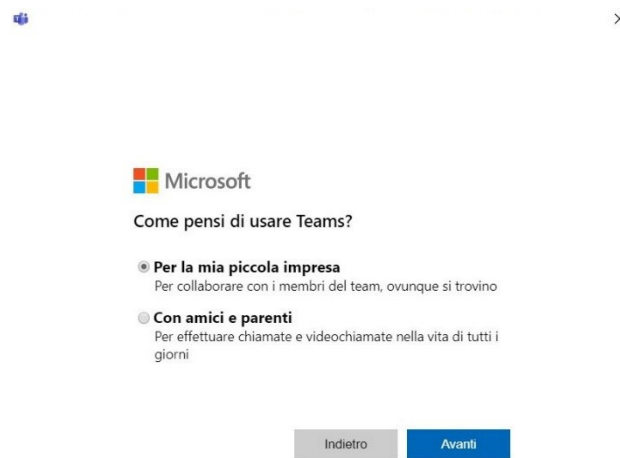 Microsoft
Come pensi di usare Teams?
Per la mia piccola impresa
Per collaborare con i membri del team, ovunque si trovino
Con amici e parenti
Per effettuare chiamate e videochiamate nella vita di tutti i
giorni
Indietro
Avanti